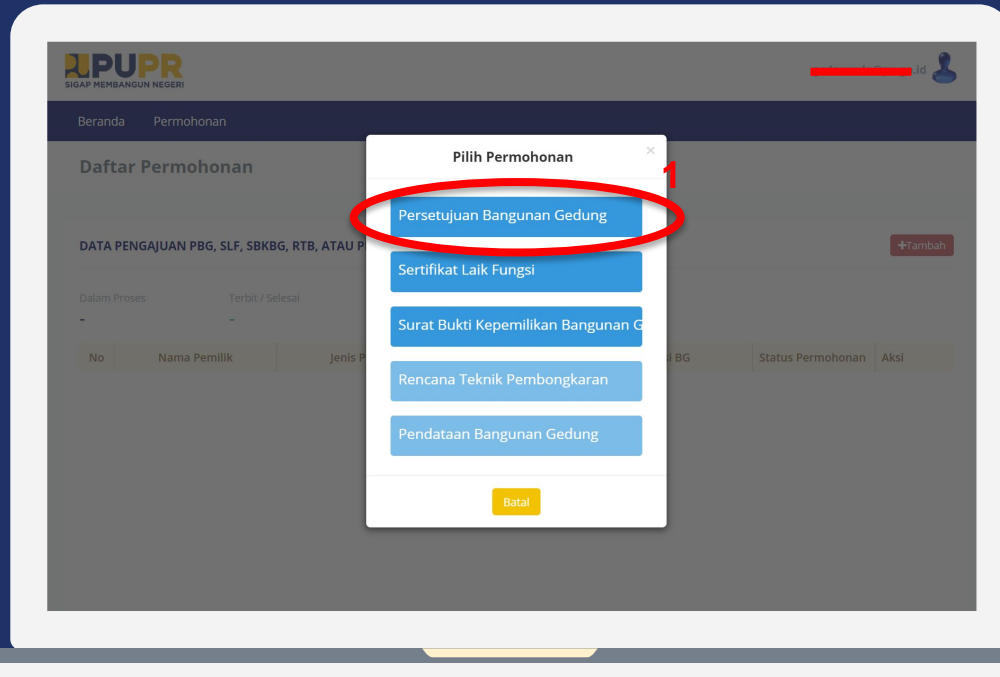 PUPR
SIGAP MEMBANGUN NEGERI
.id
Beranda Permohonan
Daftar Permohonan
Pilih Permohonan ×
1
Persetujuan Bangunan Gedung
DATA PENGAJUAN PBG, SLF, SBKBG, RTB, ATAU P
+Tambah
Sertifikat Laik Fungsi
Dalam Proses Terbit / Selesai
- -
Surat Bukti Kepemilikan Bangunan G
No Nama Pemilik Jenis P i BG Status Permohonan Aksi
Rencana Teknik Pembongkaran
Pendataan Bangunan Gedung
Batal